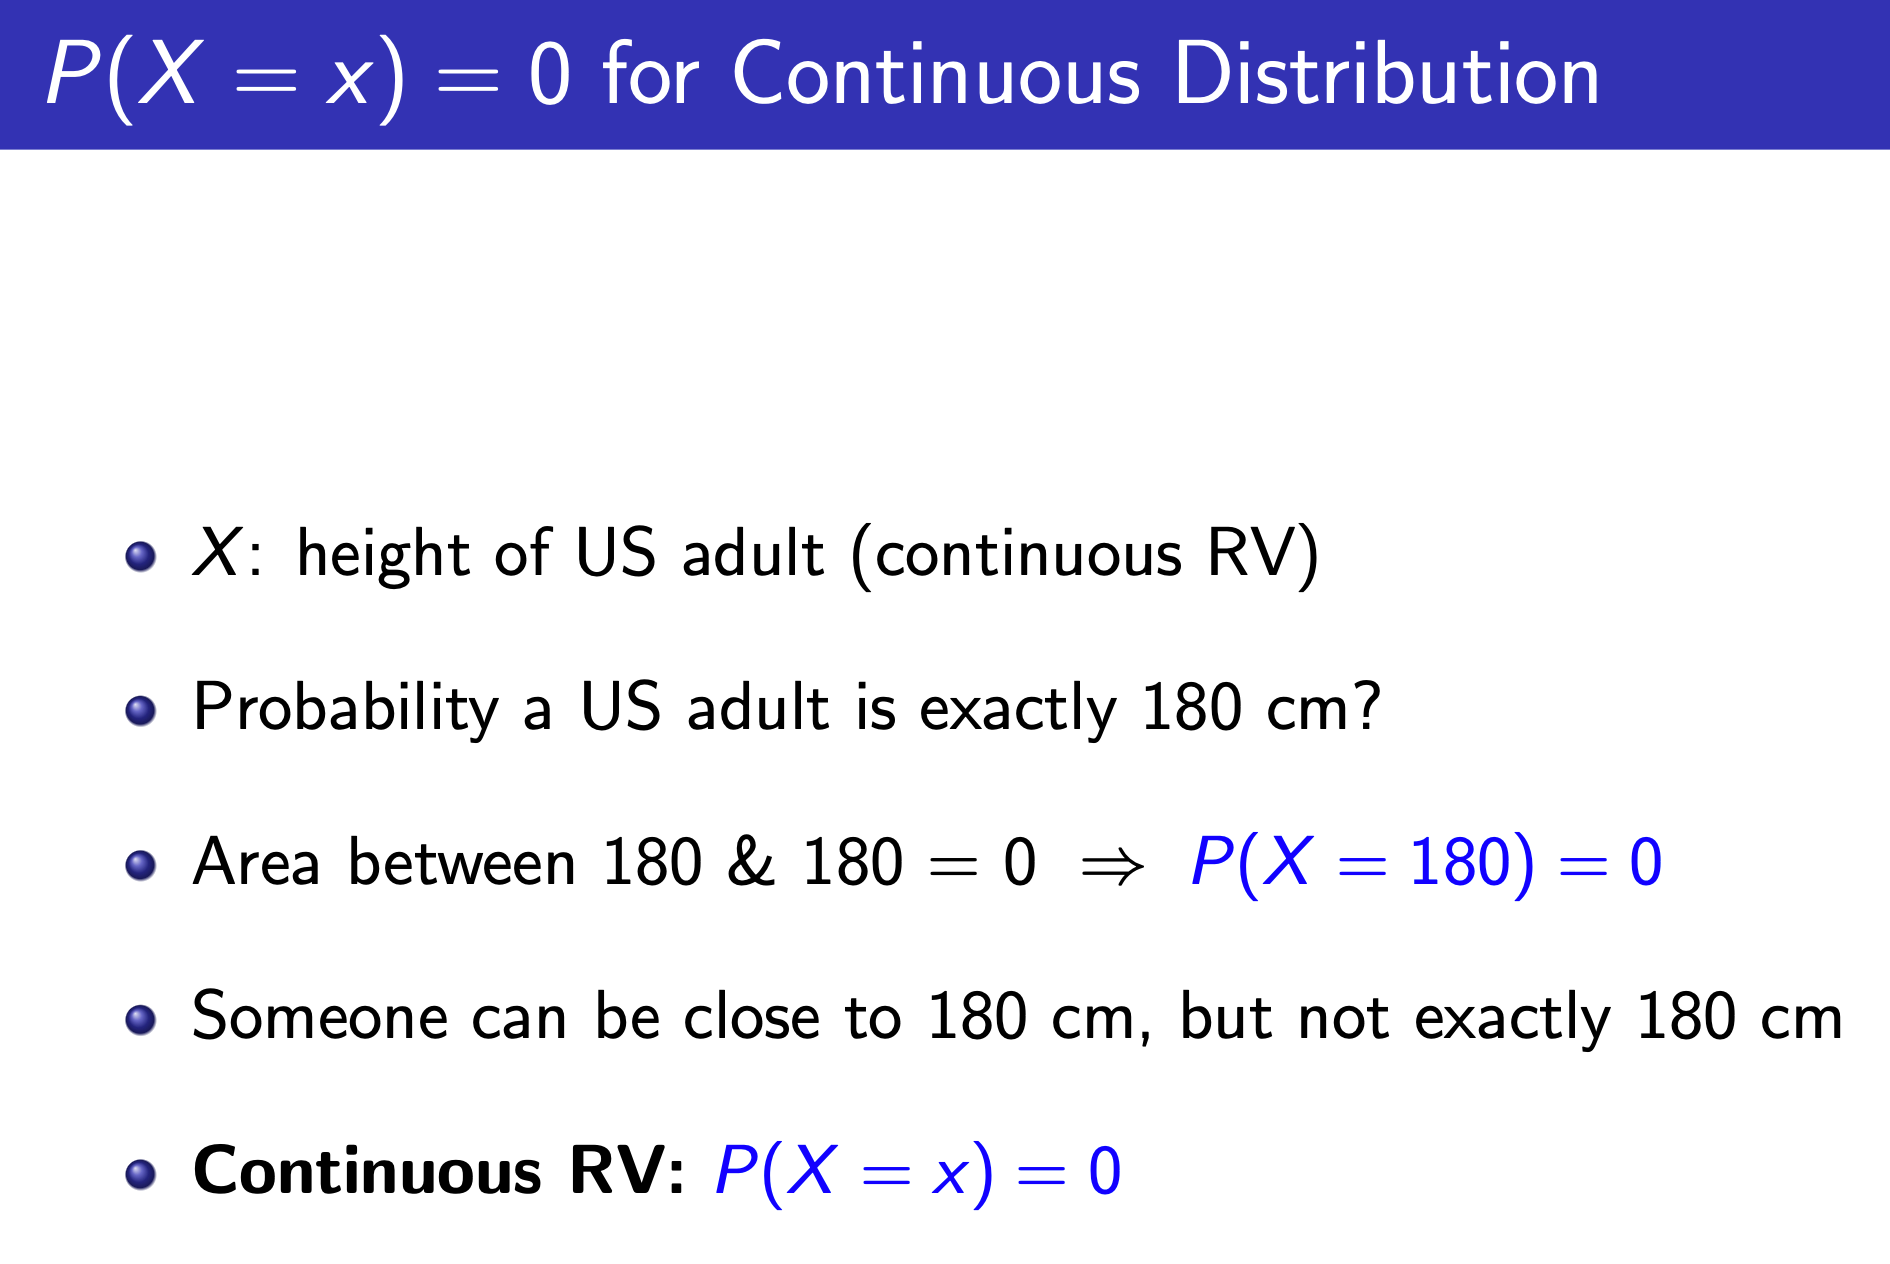 P(X = x) = 0 for Continuous Distribution
X: height of US adult (continuous RV)
Probability a US adult is exactly 180 cm?
Area between 180 & 180 = 0 ⇒ P(X = 180) = 0
Someone can be close to 180 cm, but not exactly 180 cm
Continuous RV: P(X = x) = 0